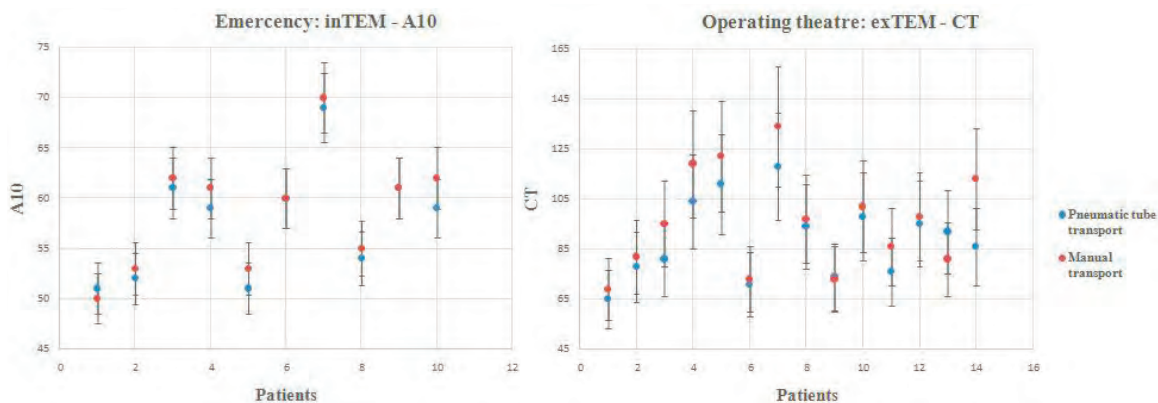 Emercency: inTEM - A10
75
70
65
60
55
50
45
A10
0 2 4 6 8 10 12
Patients
Operating theatre: exTEM - CT
165
145
125
105
85
65
45
CT
0 2 4 6 8 10 12 14 16
Patients
Pneumatic tube
transport
Manual
transport